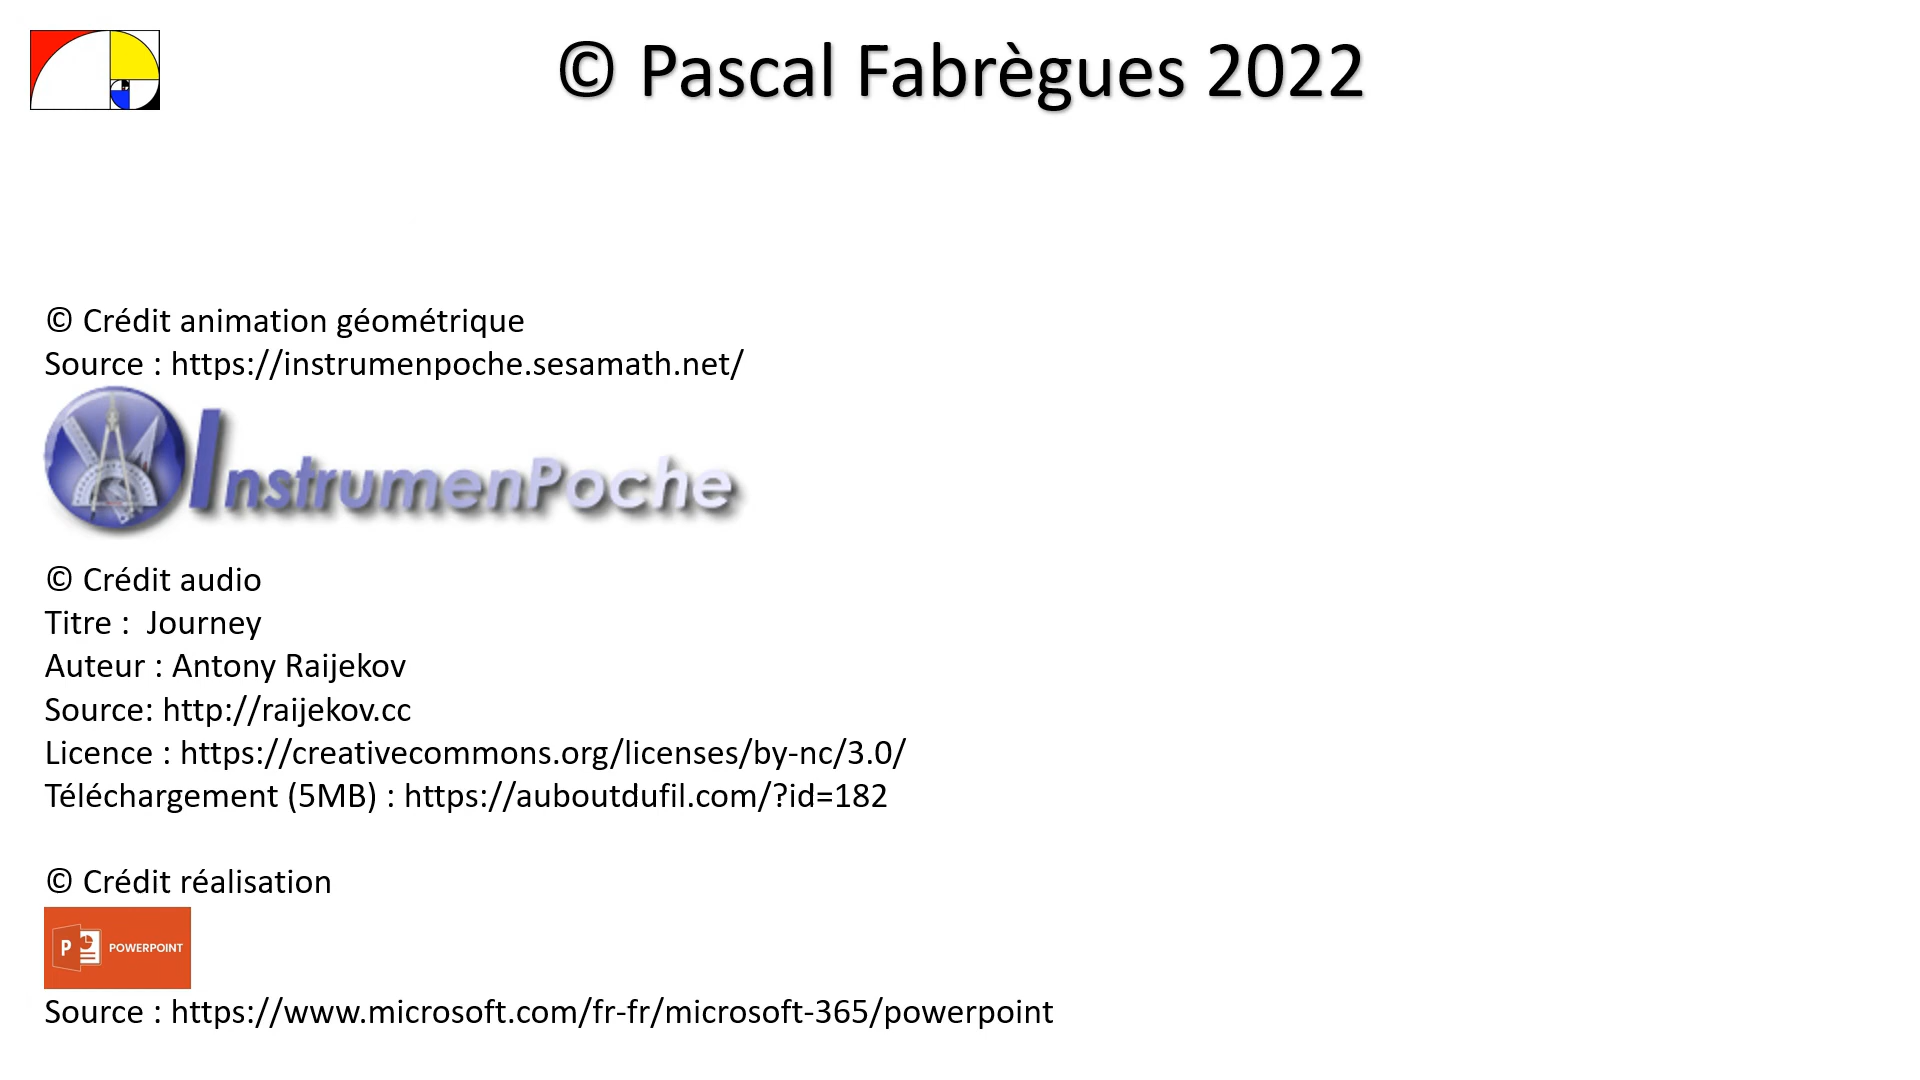 © Pascal Fabrègues 2022
© Crédit animation géométrique
Source : https://instrumenpoche.sesamath.net/
InstrumenPoche
© Crédit audio
Titre :  Journey
Auteur : Antony Raijekov
Source: http://raijekov.cc
Licence : https://creativecommons.org/licenses/by-nc/3.0/
Téléchargement (5MB) : https://auboutdufil.com/?id=182
© Crédit réalisation
P POWERPOINT
Source : https://www.microsoft.com/fr-fr/microsoft-365/powerpoint